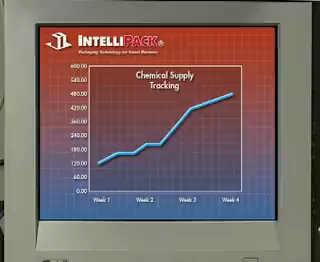 INTELLIPACK®
Packaging Technology for Smart Business
Chemical Supply
Tracking
600.00
540.00
480.00
420.00
360.00
300.00
240.00
180.00
120.00
60.00
0.00
Week 1
Week 2
Week 3
Week 4